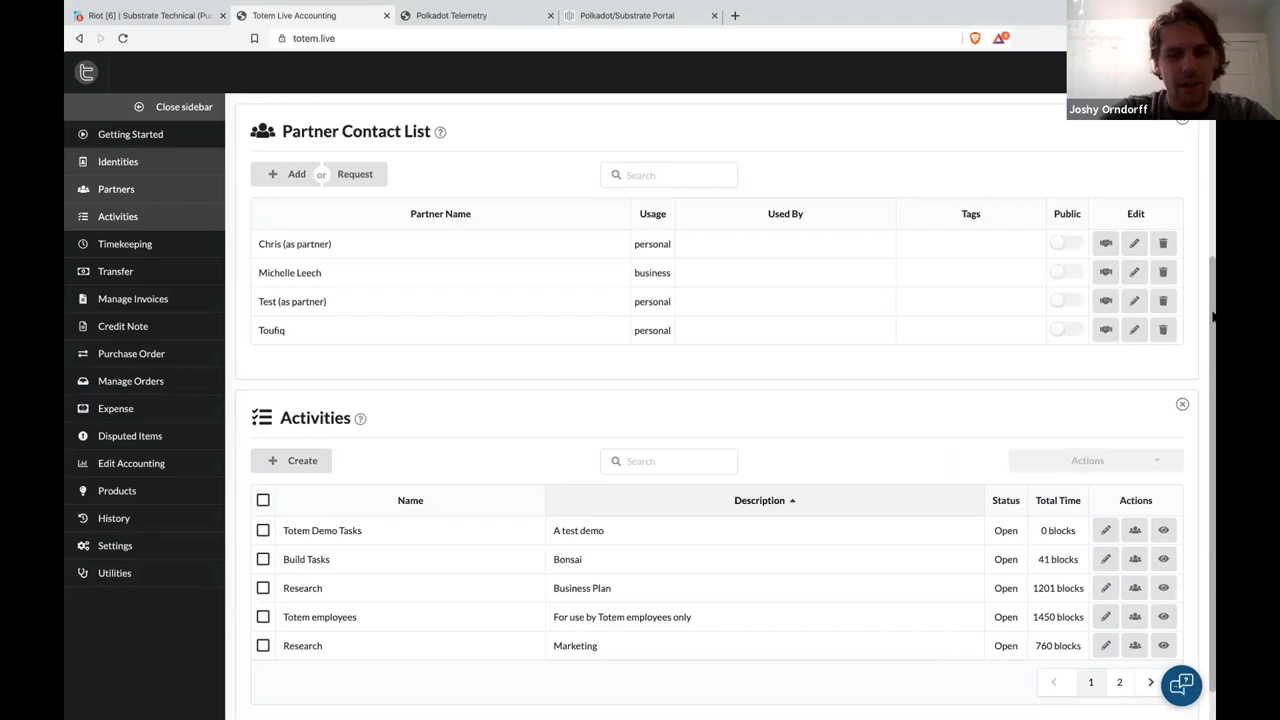 Riot [6] | Substrate Technical (Pu
Totem Live Accounting
Polkadot Telemetry
Polkadot/Substrate Portal
totem.live
Joshy Orndorff
Close sidebar
Getting Started
Identities
Partners
Activities
Timekeeping
Transfer
Manage Invoices
Credit Note
Purchase Order
Manage Orders
Expense
Disputed Items
Edit Accounting
Products
History
Settings
Utilities
Partner Contact List
Add or Request
Search
Partner Name Usage Used By Tags Public Edit
Chris (as partner) personal
Michelle Leech business
Test (as partner) personal
Toufiq personal
Activities
Create
Search
Actions
Name Description Status Total Time Actions
Totem Demo Tasks A test demo Open 0 blocks
Build Tasks Bonsai Open 41 blocks
Research Business Plan Open 1201 blocks
Totem employees For use by Totem employees only Open 1450 blocks
Research Marketing Open 760 blocks
1 2